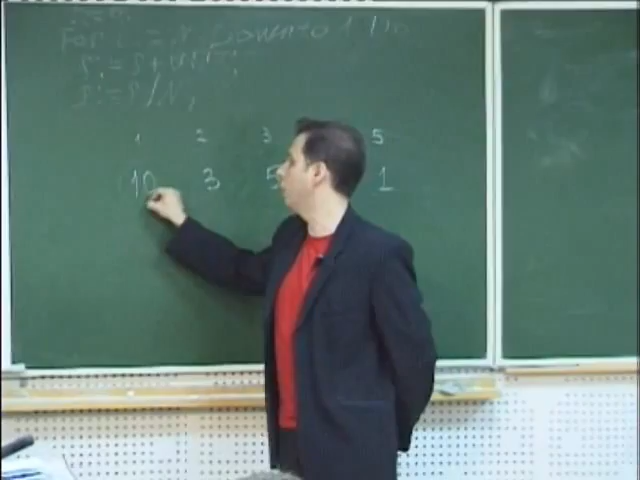 For i := N Downto 1 Do
S := S +
S := S / N;
1 2 3 5
10 3 5 1